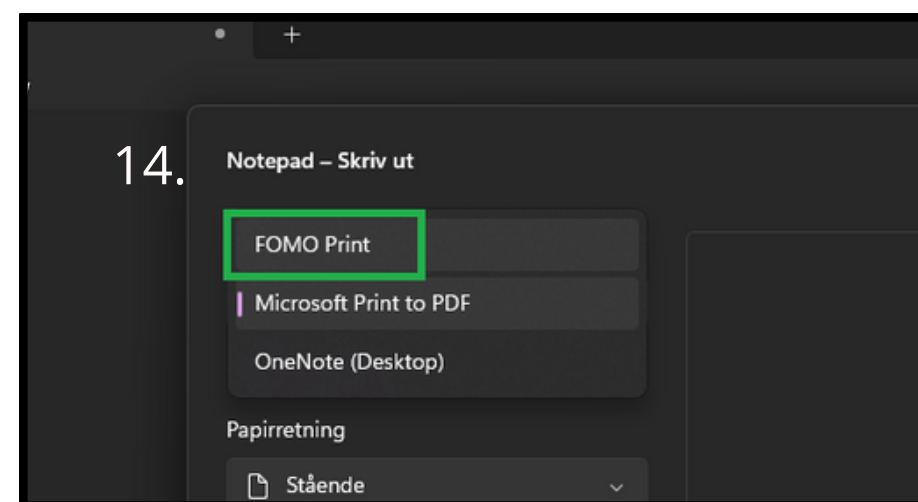 +
14.
Notepad – Skriv ut
FOMO Print
Microsoft Print to PDF
OneNote (Desktop)
Papirretning
Stående